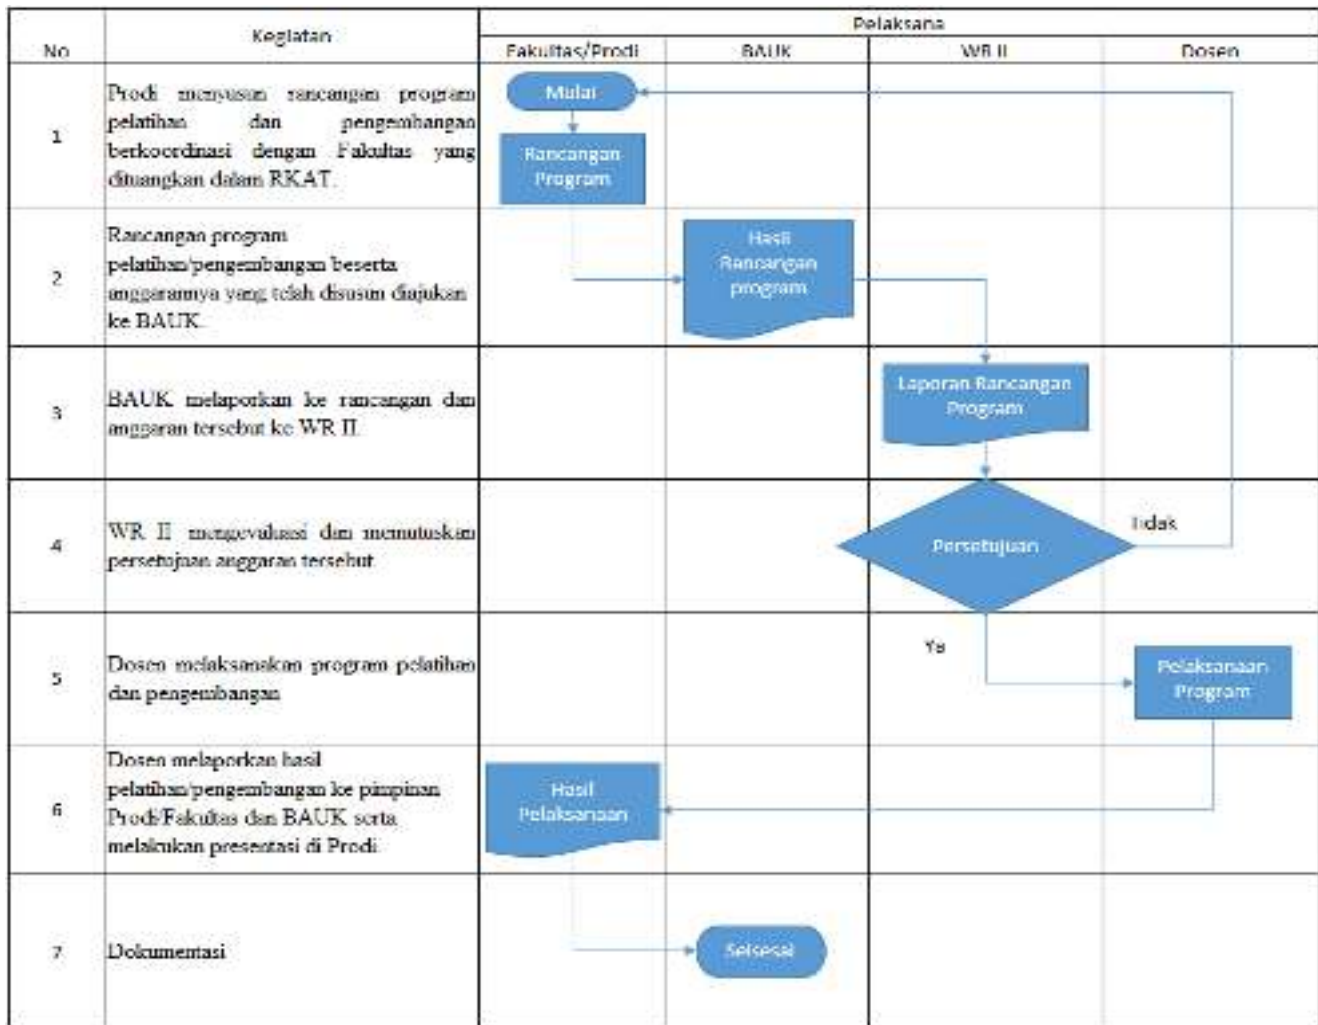 Pelaksana
No
Kegiatan
Fakultas/Prodi
BAUK
WR II
Dosen
1
Prodi menyusun rancangan program
pelatihan dan pengembangan
berkoordinasi dengan Fakultas yang
dituangkan dalam RKAT.
Mulai
Rancangan
Program
2
Rancangan program
pelatihan/pengembangan beserta
anggarannya yang telah disusun diajukan
ke BAUK.
Hasil
Rancangan
program
3
BAUK melaporkan ke rancangan dan
anggaran tersebut ke WR II.
Laporan Rancangan
Program
4
WR II mengevaluasi dan memutuskan
persetujuan anggaran tersebut
Persetujuan
Tidak
5
Dosen melaksanakan program pelatihan
dan pengembangan
Ya
Pelaksanaan
Program
6
Dosen melaporkan hasil
pelatihan/pengembangan ke pimpinan
Prodi/Fakultas dan BAUK serta
melakukan presentasi di Prodi.
Hasil
Pelaksanaan
7
Dokumentasi
Selsesai